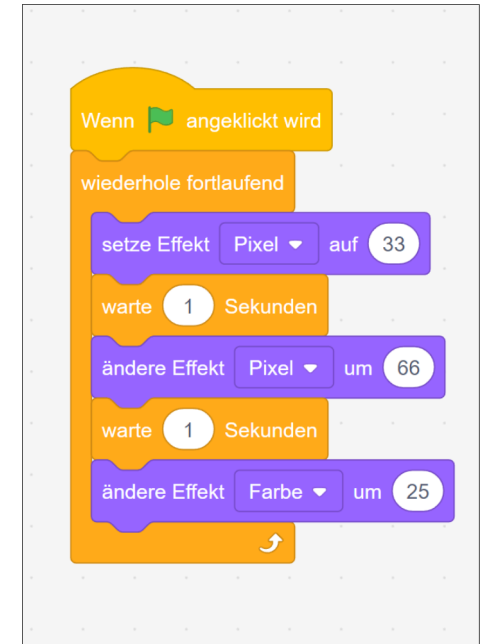 Wenn angeklickt wird
wiederhole fortlaufend
setze Effekt Pixel auf 33
warte 1 Sekunden
ändere Effekt Pixel um 66
warte 1 Sekunden
ändere Effekt Farbe um 25